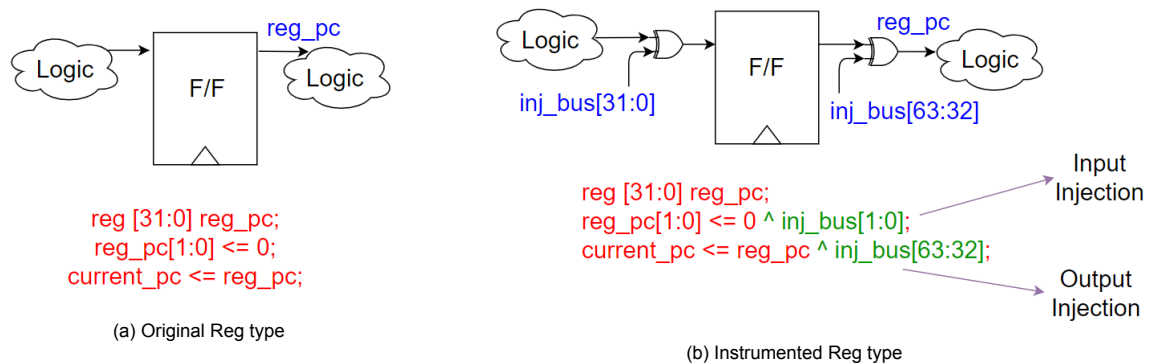 reg_pc
Logic
F/F
Logic
reg [31:0] reg_pc;
reg_pc[1:0] <= 0;
current_pc <= reg_pc;
(a) Original Reg type
reg_pc
Logic
F/F
Logic
inj_bus[31:0]
inj_bus[63:32]
Input
Injection
reg [31:0] reg_pc;
reg_pc[1:0] <= 0 ^ inj_bus[1:0];
current_pc <= reg_pc ^ inj_bus[63:32];
Output
Injection
(b) Instrumented Reg type